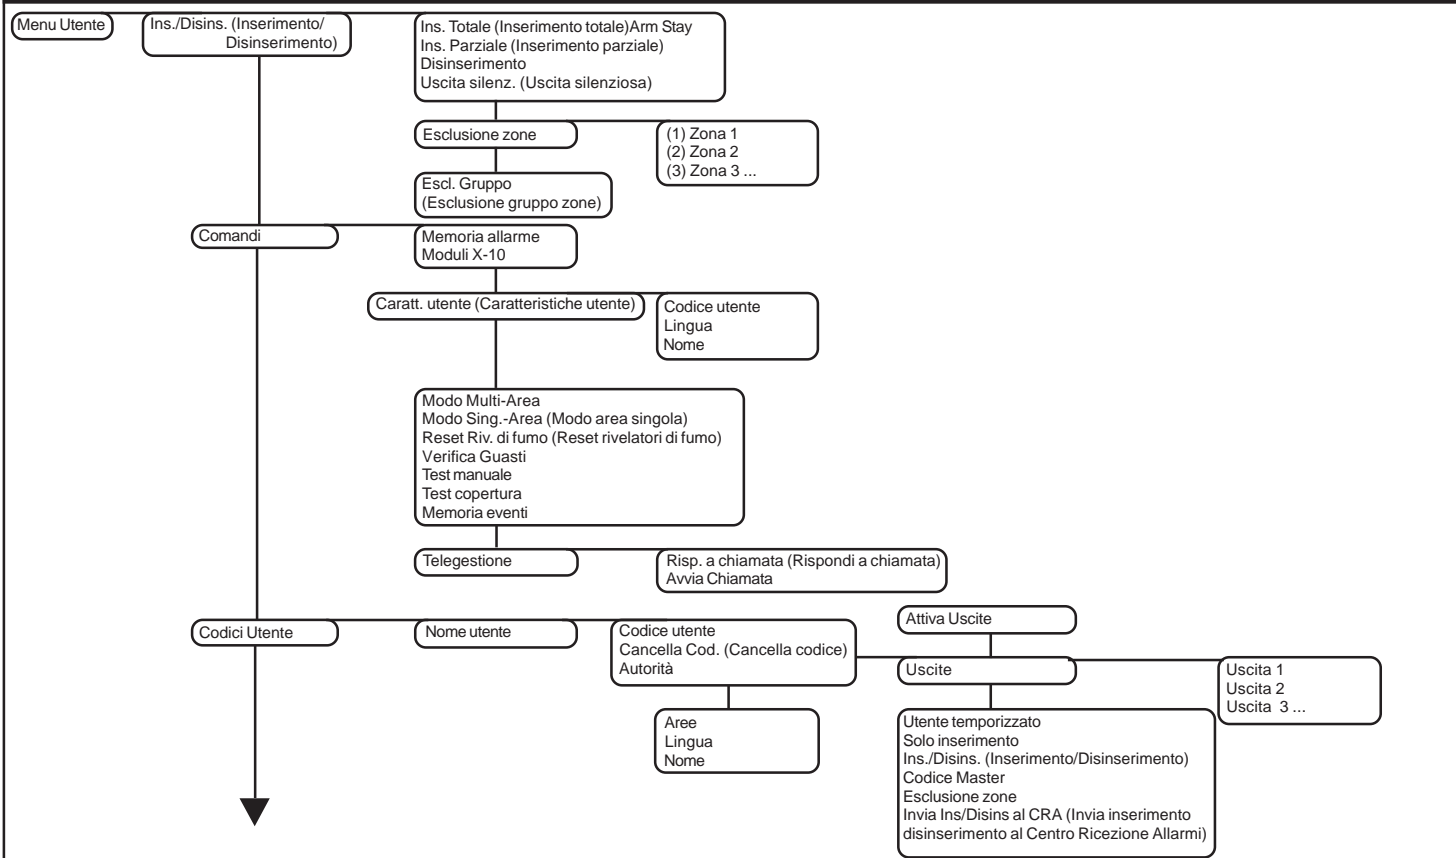 Menu Utente
Ins./Disins. (Inserimento/
Disinserimento)
Ins. Totale (Inserimento totale)Arm Stay
Ins. Parziale (Inserimento parziale)
Disinserimento
Uscita silenz. (Uscita silenziosa)
Esclusione zone
(1) Zona 1
(2) Zona 2
(3) Zona 3 ...
Escl. Gruppo
(Esclusione gruppo zone)
Comandi
Memoria allarme
Moduli X-10
Caratt. utente (Caratteristiche utente)
Codice utente
Lingua
Nome
Modo Multi-Area
Modo Sing.-Area (Modo area singola)
Reset Riv. di fumo (Reset rivelatori di fumo)
Verifica Guasti
Test manuale
Test copertura
Memoria eventi
Telegestione
Risp. a chiamata (Rispondi a chiamata)
Avvia Chiamata
Codici Utente
Nome utente
Codice utente
Cancella Cod. (Cancella codice)
Autorità
Aree
Lingua
Nome
Attiva Uscite
Uscite
Uscita 1
Uscita 2
Uscita 3 ...
Utente temporizzato
Solo inserimento
Ins./Disins. (Inserimento/Disinserimento)
Codice Master
Esclusione zone
Invia Ins/Disins al CRA (Invia inserimento
disinserimento al Centro Ricezione Allarmi)